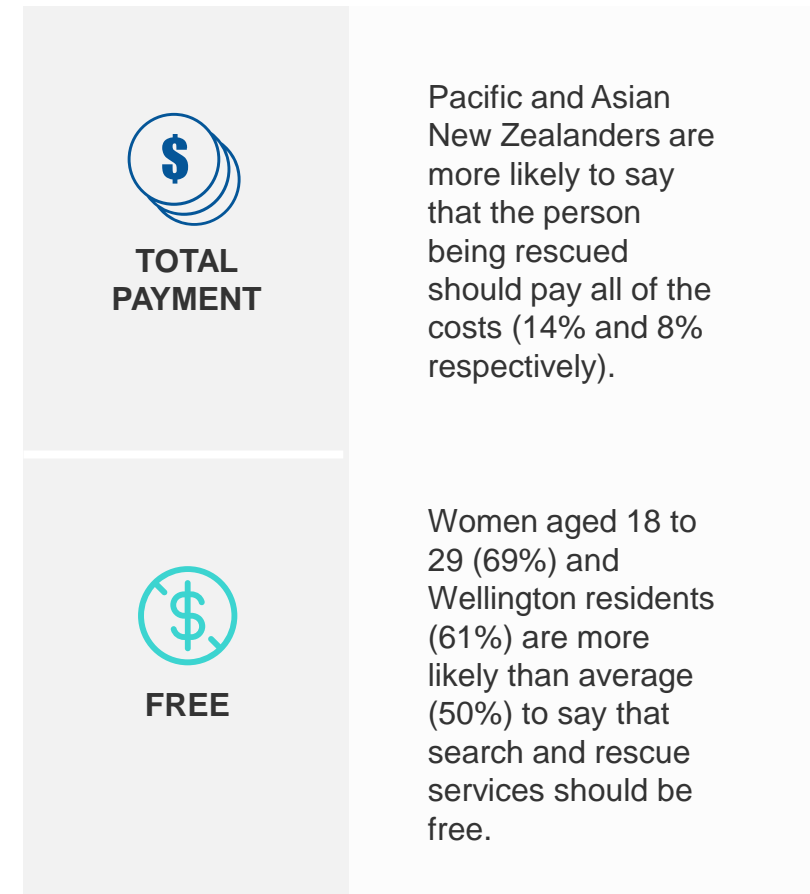 TOTAL
PAYMENT
Pacific and Asian
New Zealanders are
more likely to say
that the person
being rescued
should pay all of the
costs (14% and 8%
respectively).
FREE
Women aged 18 to
29 (69%) and
Wellington residents
(61%) are more
likely than average
(50%) to say that
search and rescue
services should be
free.